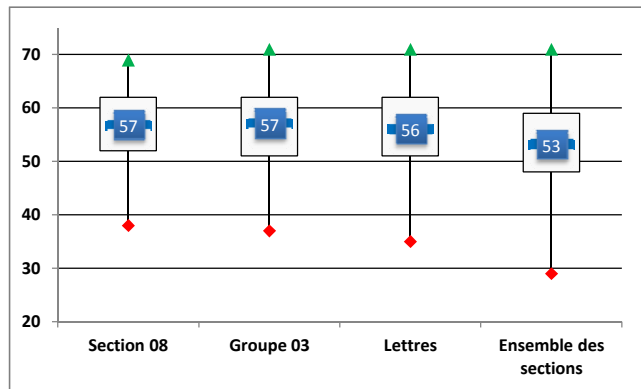 70
60
50
40
30
20
57
57
56
53
Section 08
Groupe 03
Lettres
Ensemble des
sections